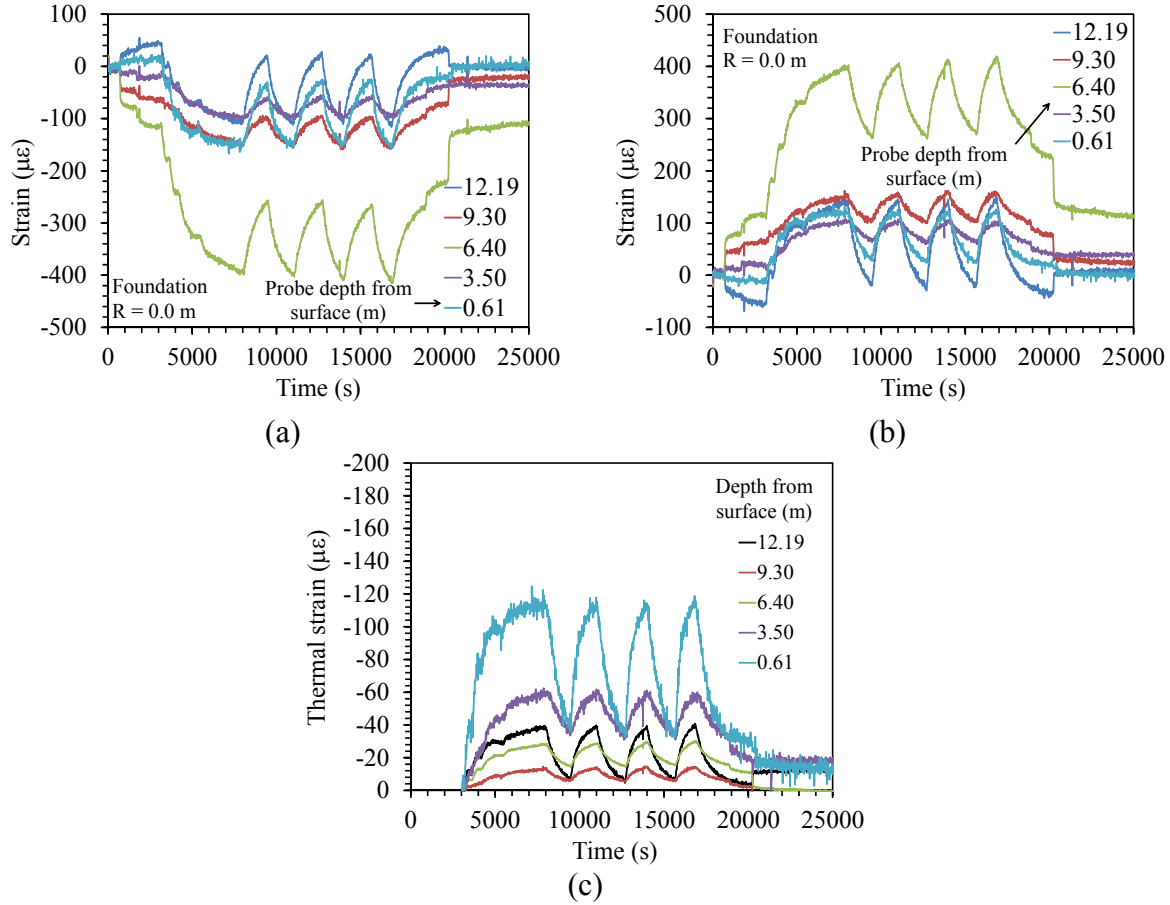 100
0
-100
-200
-300
-400
-500
Strain (με)
Foundation
R = 0.0 m
Probe depth from
surface (m)
12.19
9.30
6.40
3.50
0.61
0 5000 10000 15000 20000 25000
Time (s)
(a)
500
400
300
200
100
0
-100
Strain (με)
Foundation
R = 0.0 m
12.19
9.30
6.40
3.50
0.61
Probe depth from
surface (m)
0 5000 10000 15000 20000 25000
Time (s)
(b)
-200
-180
-160
-140
-120
-100
-80
-60
-40
-20
0
Thermal strain (με)
Depth from
surface (m)
12.19
9.30
6.40
3.50
0.61
0 5000 10000 15000 20000 25000
Time (s)
(c)